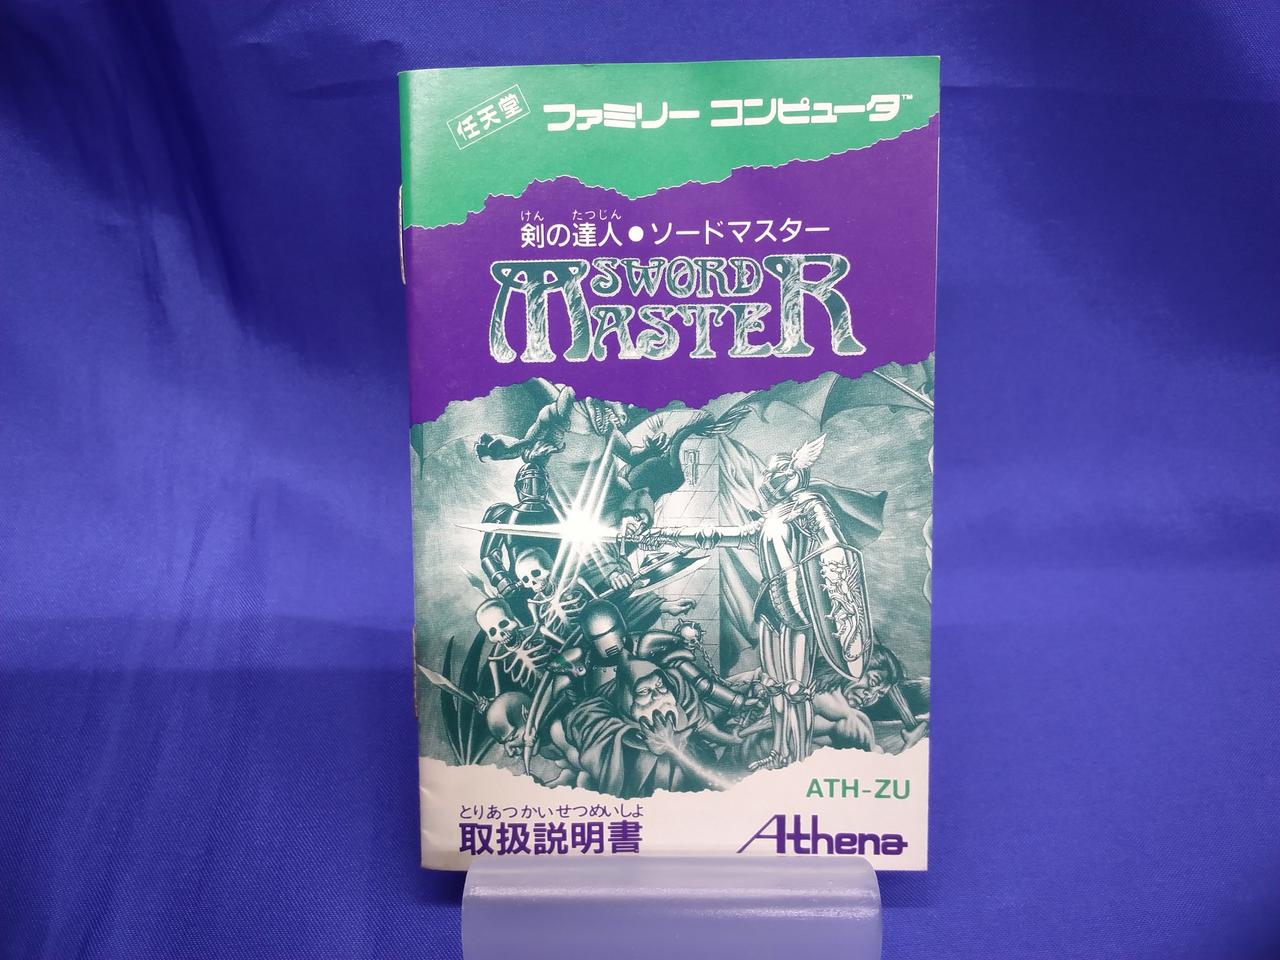 任天堂 ファミリー コンピュータ™
けん たつじん
剣の達人●ソードマスター
SWORD
MASTER
ATH-ZU
とりあつかいせつめいしょ
取扱説明書
Athena